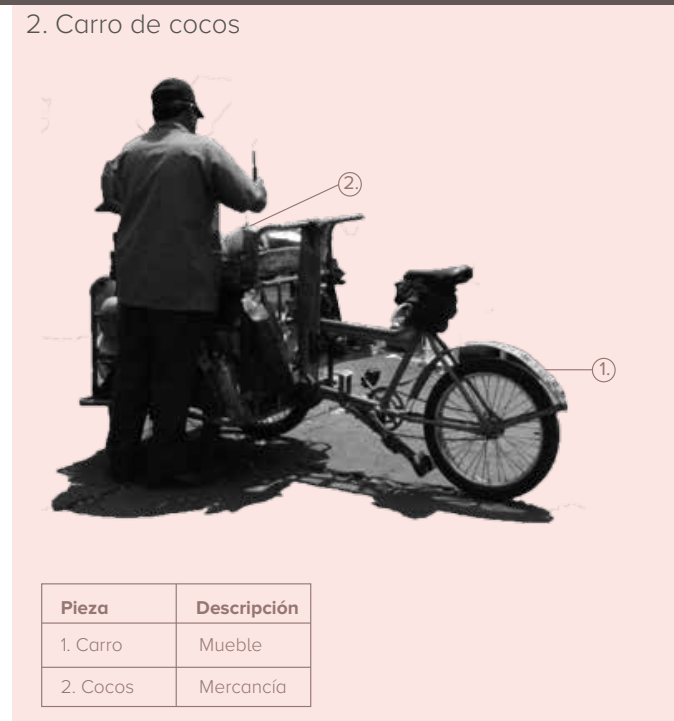 2. Carro de cocos
2.
1.
Pieza Descripción
1. Carro Mueble
2. Cocos Mercancía